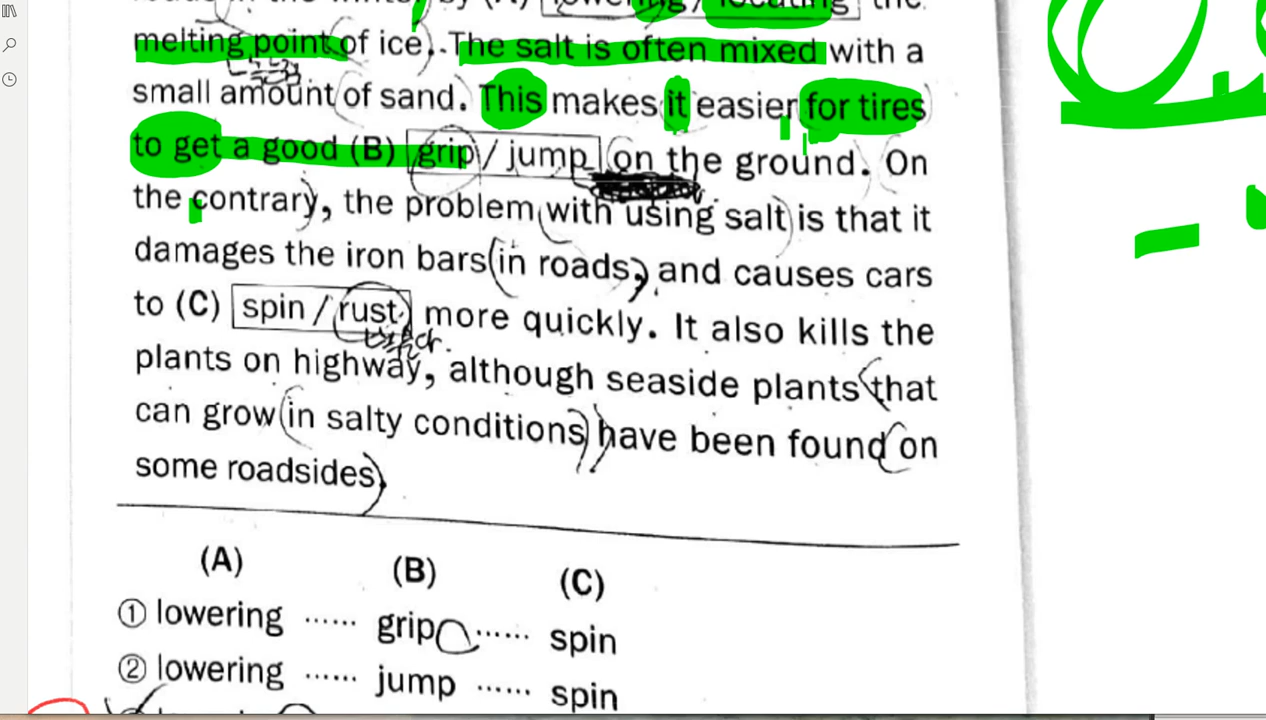 the
melting point of ice. The salt is often mixed with a
small amount of sand. This makes it easier for tires
to get a good (B) grip / jump on the ground. On
the contrary, the problem with using salt is that it
damages the iron bars in roads, and causes cars
to (C) spin / rust more quickly. It also kills the
plants on highway, although seaside plants that
can grow in salty conditions have been found on
some roadsides.
(A) (B) (C)
① lowering ...... grip ...... spin
② lowering ...... jump ...... spin